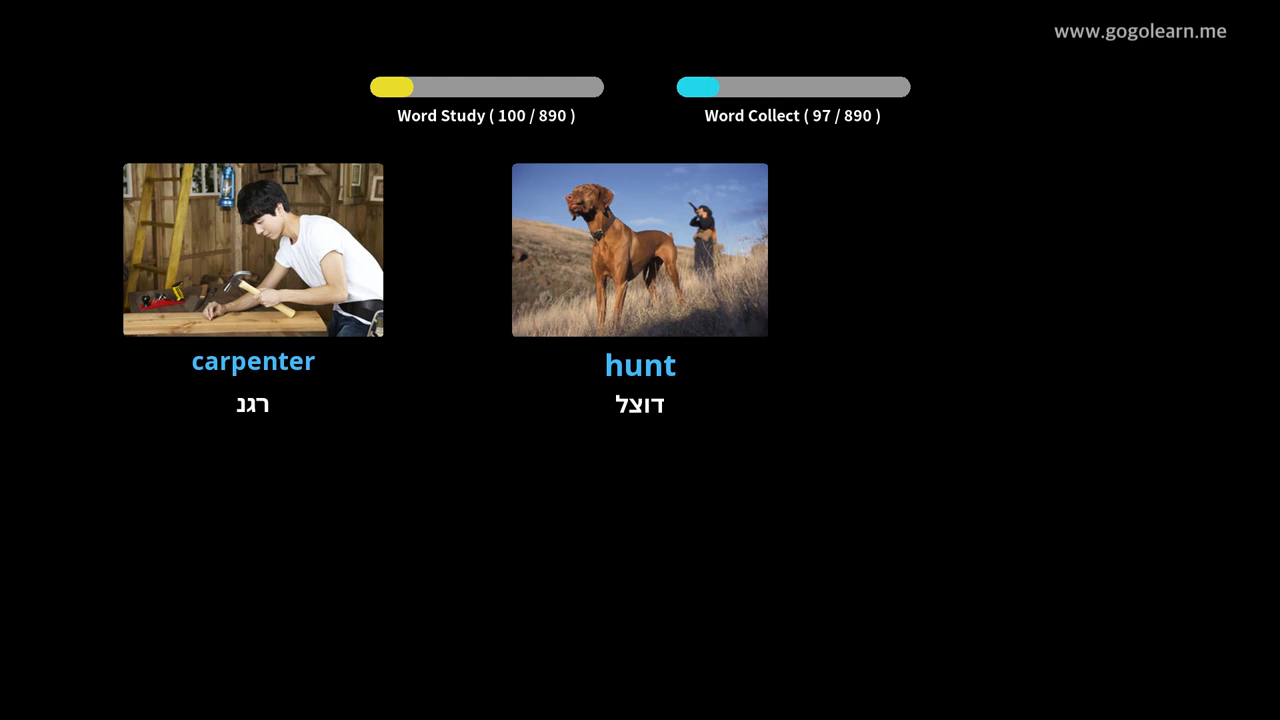 www.gogolearn.me
Word Study ( 100 / 890 )
Word Collect ( 97 / 890 )
carpenter
רגנ
hunt
דוצל